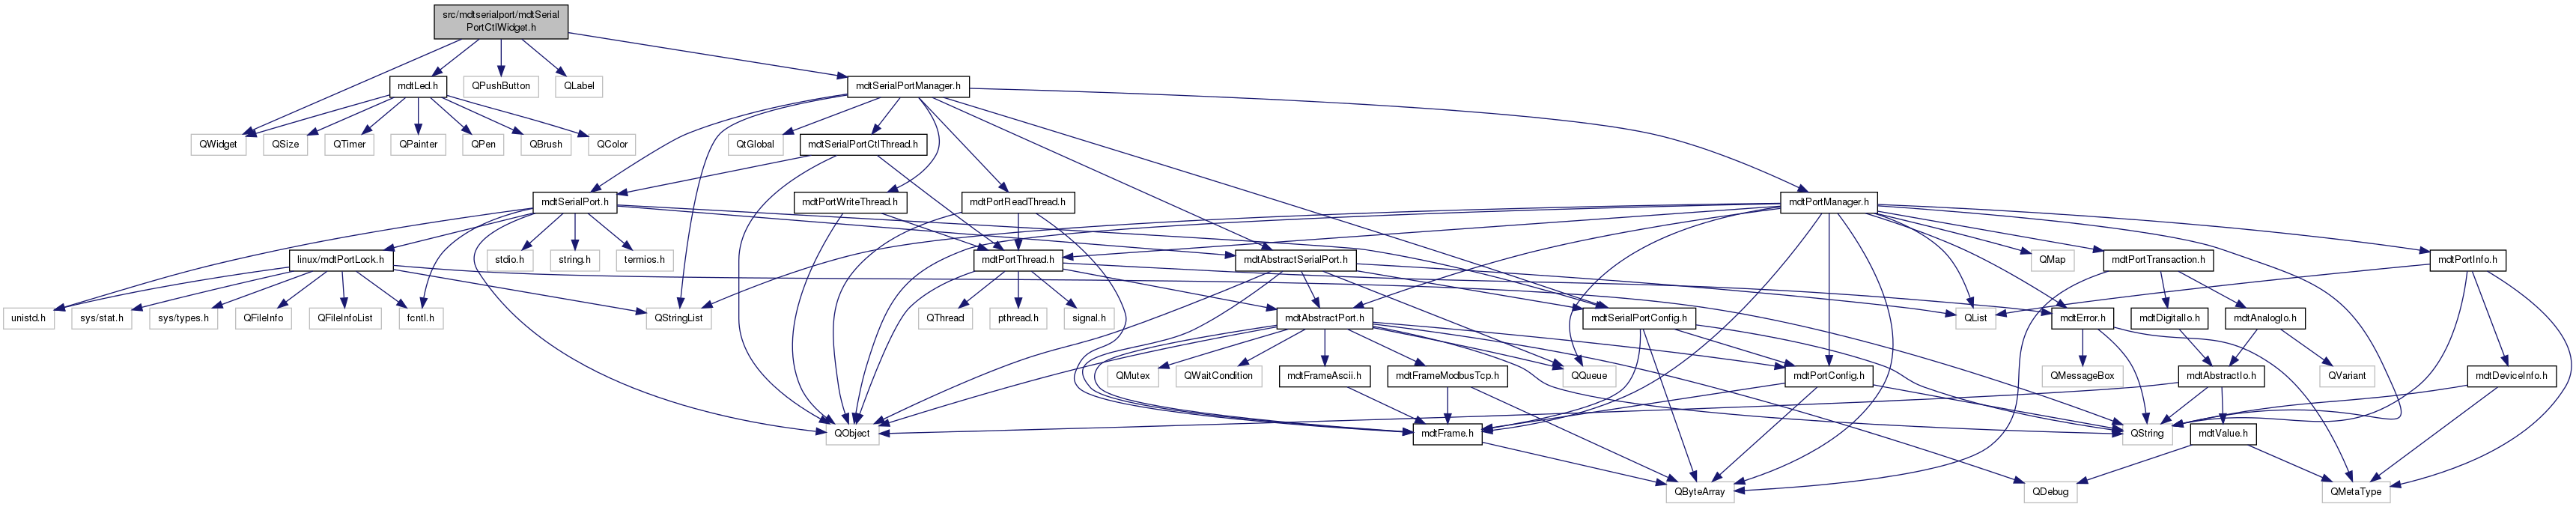 src/mdtserialport/mdtSerial
PortCtlWidget.h
mdtLed.h
QPushButton
QLabel
mdtSerialPortManager.h
QWidget
QSize
QTimer
QPainter
QPen
QBrush
QColor
QtGlobal
mdtSerialPortCtlThread.h
mdtSerialPort.h
mdtPortWriteThread.h
mdtPortReadThread.h
mdtPortManager.h
linux/mdtPortLock.h
stdio.h
string.h
termios.h
mdtPortThread.h
mdtAbstractSerialPort.h
QMap
mdtPortTransaction.h
mdtPortInfo.h
unistd.h
sys/stat.h
sys/types.h
QFileInfo
QFileInfoList
fcntl.h
QStringList
QThread
pthread.h
signal.h
mdtAbstractPort.h
mdtSerialPortConfig.h
QList
mdtError.h
mdtDigitalIo.h
mdtAnalogIo.h
QMutex
QWaitCondition
mdtFrameAscii.h
mdtFrameModbusTcp.h
QQueue
mdtPortConfig.h
QMessageBox
mdtAbstractIo.h
QVariant
mdtDeviceInfo.h
QObject
mdtFrame.h
QString
mdtValue.h
QByteArray
QDebug
QMetaType